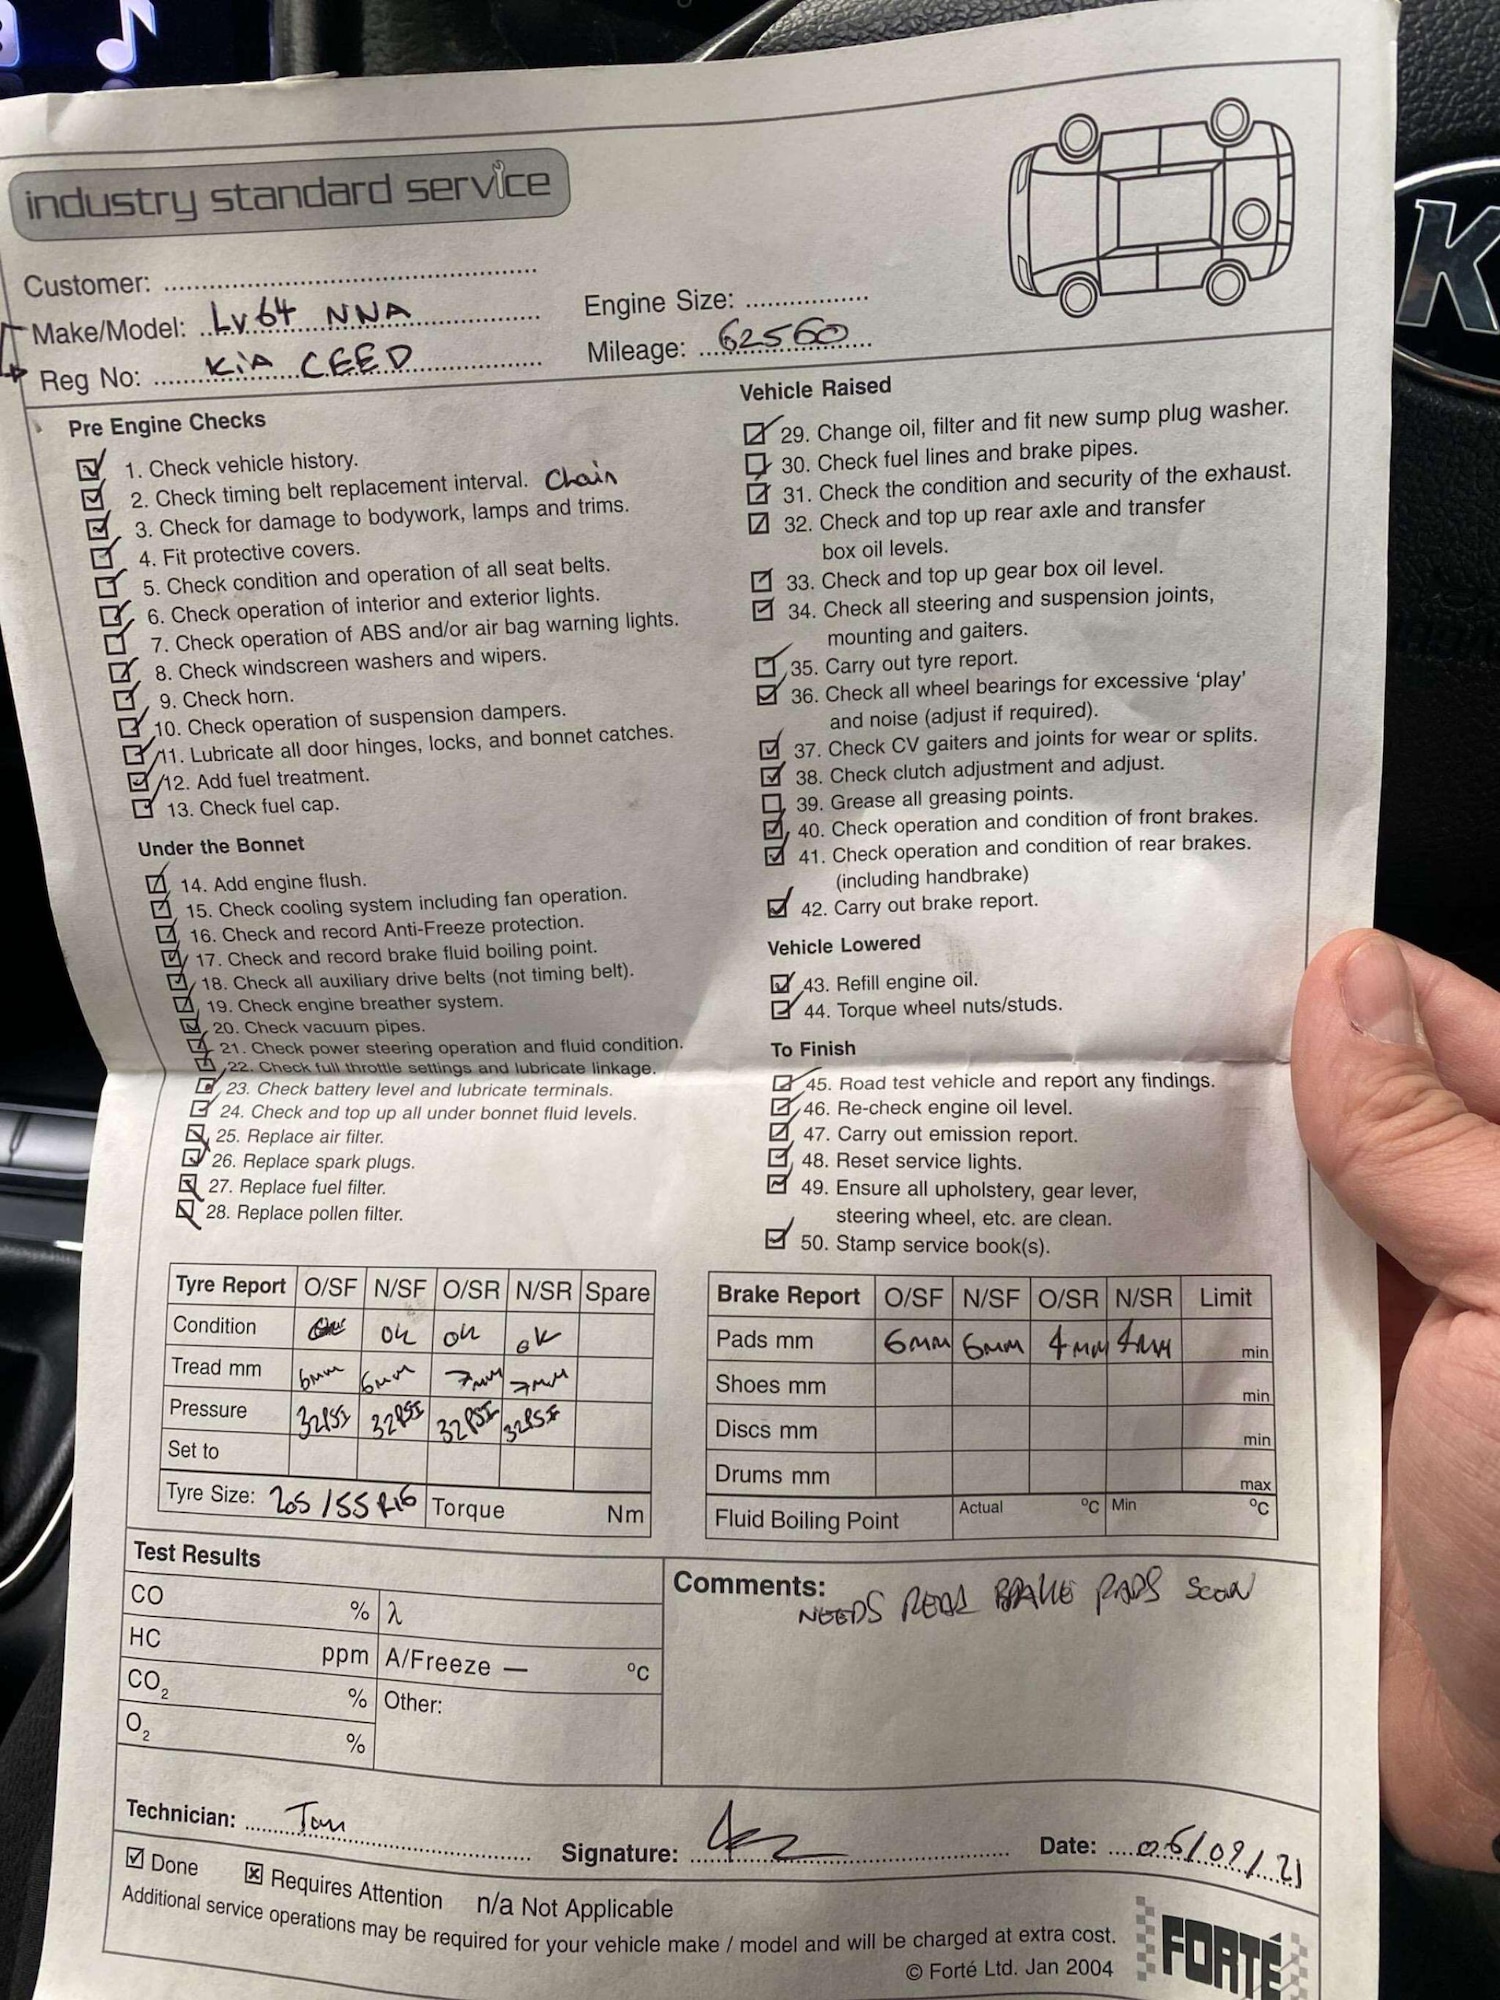 industry standard service
Customer:
Make/Model: LV64 NNA
Engine Size:
Reg No: KiA CEED
Mileage: 62560
Pre Engine Checks
1. Check vehicle history.
2. Check timing belt replacement interval. Chain
3. Check for damage to bodywork, lamps and trims.
4. Fit protective covers.
5. Check condition and operation of all seat belts.
6. Check operation of interior and exterior lights.
7. Check operation of ABS and/or air bag warning lights.
8. Check windscreen washers and wipers.
9. Check horn.
10. Check operation of suspension dampers.
11. Lubricate all door hinges, locks, and bonnet catches.
12. Add fuel treatment.
13. Check fuel cap.
Under the Bonnet
14. Add engine flush.
15. Check cooling system including fan operation.
16. Check and record Anti-Freeze protection.
17. Check and record brake fluid boiling point.
18. Check all auxiliary drive belts (not timing belt).
19. Check engine breather system.
20. Check vacuum pipes.
21. Check power steering operation and fluid condition.
22. Check full throttle settings and lubricate linkage.
23. Check battery level and lubricate terminals.
24. Check and top up all under bonnet fluid levels.
25. Replace air filter.
26. Replace spark plugs.
27. Replace fuel filter.
28. Replace pollen filter.
Vehicle Raised
29. Change oil, filter and fit new sump plug washer.
30. Check fuel lines and brake pipes.
31. Check the condition and security of the exhaust.
32. Check and top up rear axle and transfer
box oil levels.
33. Check and top up gear box oil level.
34. Check all steering and suspension joints,
mounting and gaiters.
35. Carry out tyre report.
36. Check all wheel bearings for excessive 'play'
and noise (adjust if required).
37. Check CV gaiters and joints for wear or splits.
38. Check clutch adjustment and adjust.
39. Grease all greasing points.
40. Check operation and condition of front brakes.
41. Check operation and condition of rear brakes.
(including handbrake)
42. Carry out brake report.
Vehicle Lowered
43. Refill engine oil.
44. Torque wheel nuts/studs.
To Finish
45. Road test vehicle and report any findings.
46. Re-check engine oil level.
47. Carry out emission report.
48. Reset service lights.
49. Ensure all upholstery, gear lever,
steering wheel, etc. are clean.
50. Stamp service book(s).
Tyre Report O/SF N/SF O/SR N/SR Spare
Condition OK OK OK
Tread mm 6mm 6mm 7mm 7mm
Pressure 32PSI 32PSI 32PSI 32PSI
Set to
Tyre Size: 205/55R16 Torque Nm
Brake Report O/SF N/SF O/SR N/SR Limit
Pads mm 6mm 6mm 4mm 4mm min
Shoes mm min
Discs mm min
Drums mm max
Fluid Boiling Point Actual °C Min °C
Test Results
CO % λ
HC ppm A/Freeze — °C
CO2 % Other:
O2 %
Comments: NEEDS REAR BRAKE PADS SOON
Technician: Tom
Signature:
Date: 06/09/21
Done Requires Attention n/a Not Applicable
Additional service operations may be required for your vehicle make / model and will be charged at extra cost.
© Forté Ltd. Jan 2004
FORTÉ
K